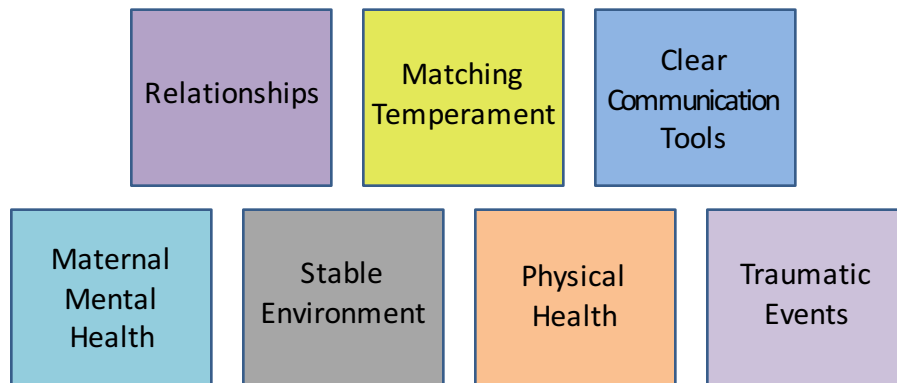 Relationships
Matching
Temperament
Clear
Communication
Tools
Maternal
Mental
Health
Stable
Environment
Physical
Health
Traumatic
Events